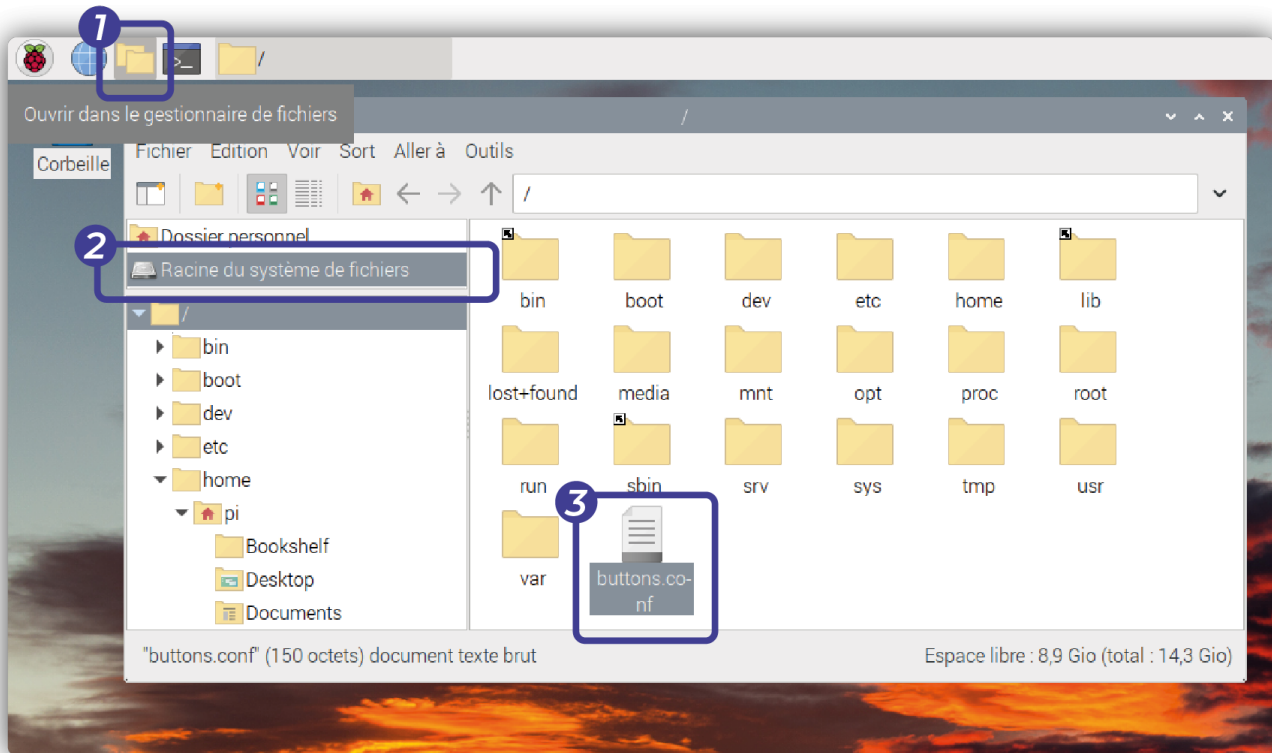 1
/
Ouvrir dans le gestionnaire de fichiers
/
Corbeille
Fichier Edition Voir Sort Aller à Outils
/
2
Dossier personnel
Racine du système de fichiers
/
bin
boot
dev
etc
home
pi
Bookshelf
Desktop
Documents
bin boot dev etc home lib
lost+found media mnt opt proc root
run sbin srv sys tmp usr
3
var
buttons.co-
nf
"buttons.conf" (150 octets) document texte brut
Espace libre : 8,9 Gio (total : 14,3 Gio)